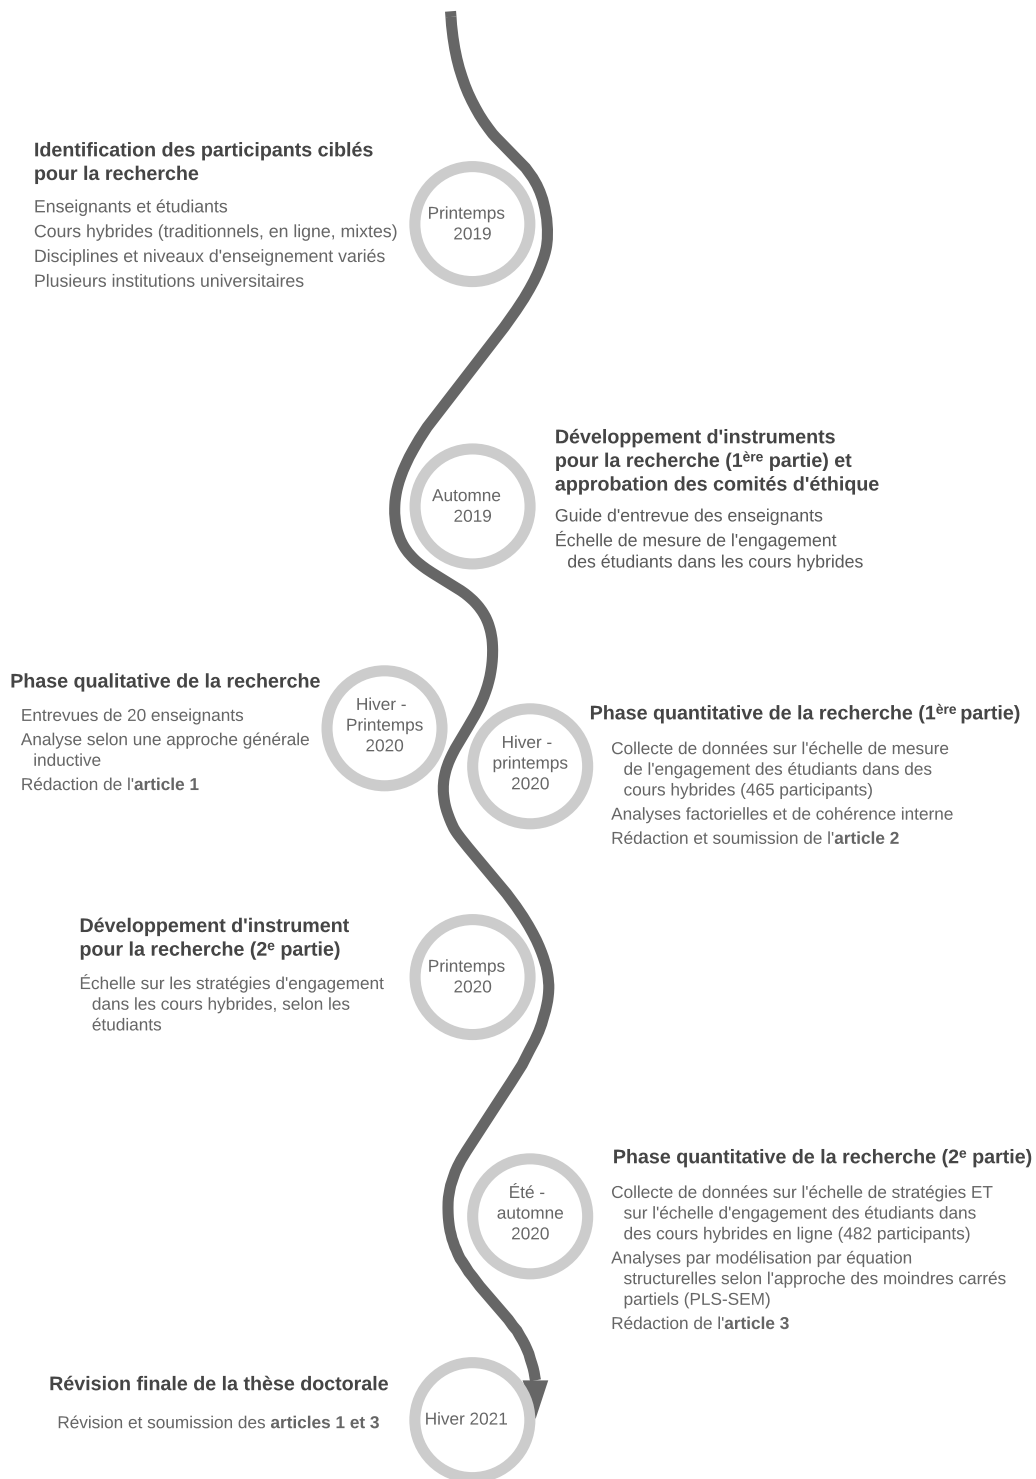 Identification des participants ciblés
pour la recherche
Enseignants et étudiants
Cours hybrides (traditionnels, en ligne, mixtes)
Disciplines et niveaux d'enseignement variés
Plusieurs institutions universitaires
Printemps
2019
Automne
2019
Développement d'instruments
pour la recherche (1ère partie) et
approbation des comités d'éthique
Guide d'entrevue des enseignants
Échelle de mesure de l'engagement
des étudiants dans les cours hybrides
Phase qualitative de la recherche
Entrevues de 20 enseignants
Analyse selon une approche générale
inductive
Rédaction de l'article 1
Hiver -
Printemps
2020
Hiver -
printemps
2020
Phase quantitative de la recherche (1ère partie)
Collecte de données sur l'échelle de mesure
de l'engagement des étudiants dans des
cours hybrides (465 participants)
Analyses factorielles et de cohérence interne
Rédaction et soumission de l'article 2
Développement d'instrument
pour la recherche (2e partie)
Échelle sur les stratégies d'engagement
dans les cours hybrides, selon les
étudiants
Printemps
2020
Été -
automne
2020
Phase quantitative de la recherche (2e partie)
Collecte de données sur l'échelle de stratégies ET
sur l'échelle d'engagement des étudiants dans
des cours hybrides en ligne (482 participants)
Analyses par modélisation par équation
structurelles selon l'approche des moindres carrés
partiels (PLS-SEM)
Rédaction de l'article 3
Révision finale de la thèse doctorale
Révision et soumission des articles 1 et 3
Hiver 2021